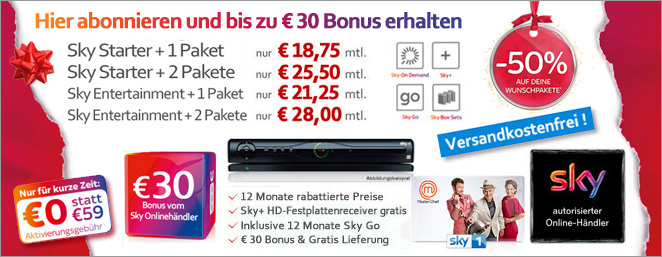 Hier abonnieren und bis zu € 30 Bonus erhalten
Sky Starter + 1 Paket nur € 18,75 mtl.
Sky Starter + 2 Pakete nur € 25,50 mtl.
Sky Entertainment + 1 Paket nur € 21,25 mtl.
Sky Entertainment + 2 Pakete nur € 28,00 mtl.
Sky On Demand
+
Sky+
go
Sky Go
Sky Box Sets
-50%
AUF DEINE
WUNSCHPAKETE*
Versandkostenfrei !
Nur für kurze Zeit:
€0 statt €59
Aktivierungsgebühr
€30
Bonus vom
Sky Onlinehändler
Abbildungsbeispiel
12 Monate rabattierte Preise
Sky+ HD-Festplattenreceiver gratis
Inklusive 12 Monate Sky Go
€ 30 Bonus & Gratis Lieferung
MasterChef
sky 1
sky
autorisierter
Online-Händler